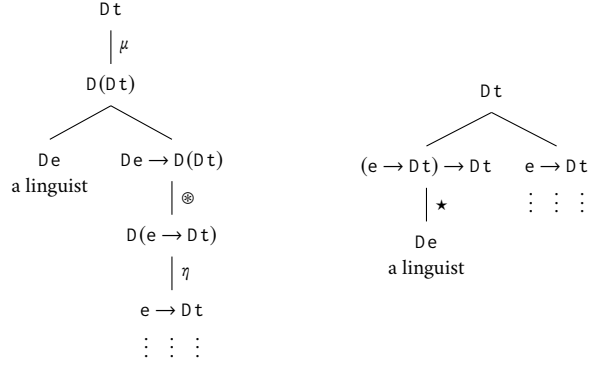 Dt
μ
D(Dt)
De De → D(Dt)
a linguist
⊛
D(e → Dt)
η
e → Dt
⋮ ⋮ ⋮
Dt
(e → Dt) → Dt e → Dt
★ ⋮ ⋮ ⋮
De
a linguist